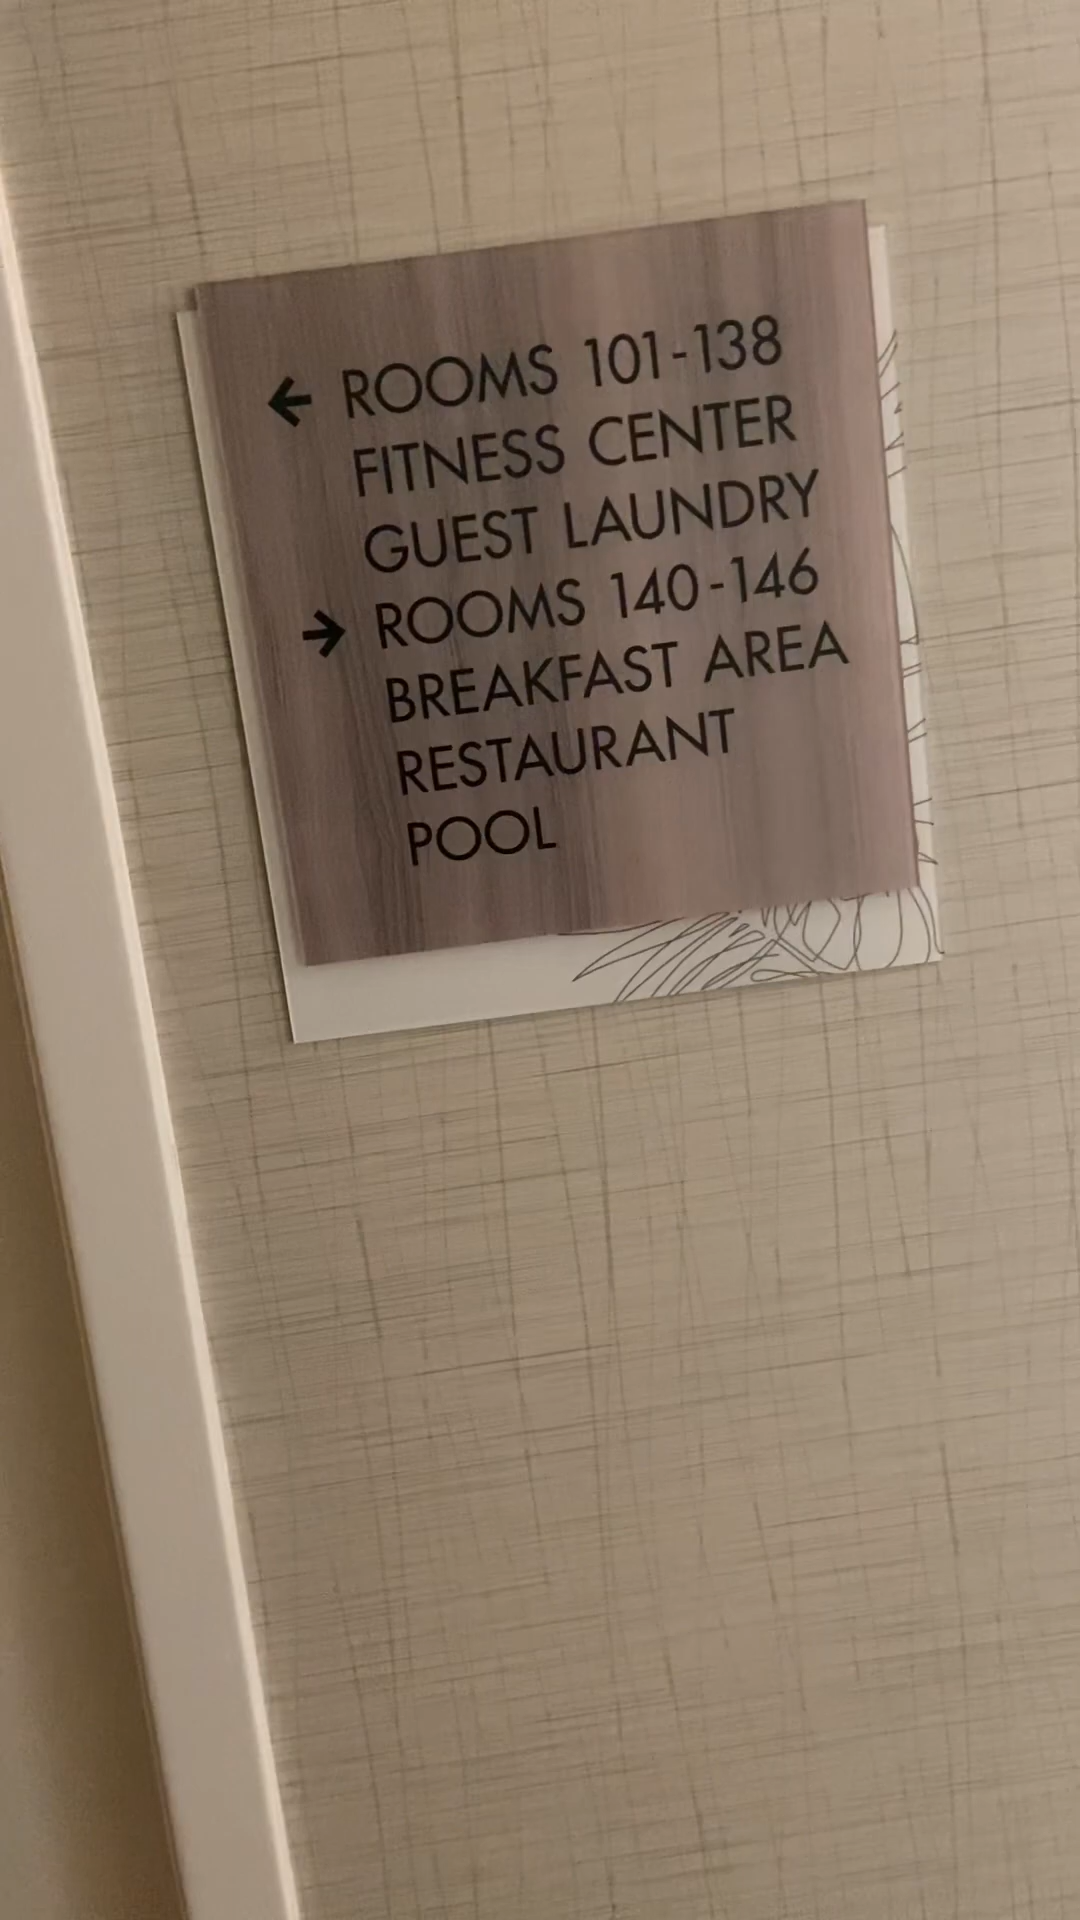 ← ROOMS 101-138
FITNESS CENTER
GUEST LAUNDRY
→ ROOMS 140-146
BREAKFAST AREA
RESTAURANT
POOL